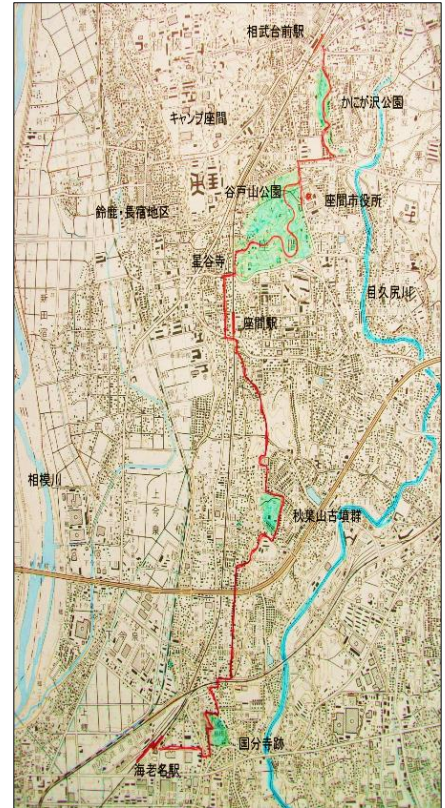 相武台前駅
かにが沢公園
キャンプ座間
谷戸山公園
座間市役所
鈴鹿・長宿地区
星谷寺
目久尻川
座間駅
相模川
上今泉
秋葉山古墳群
国分寺跡
海老名駅